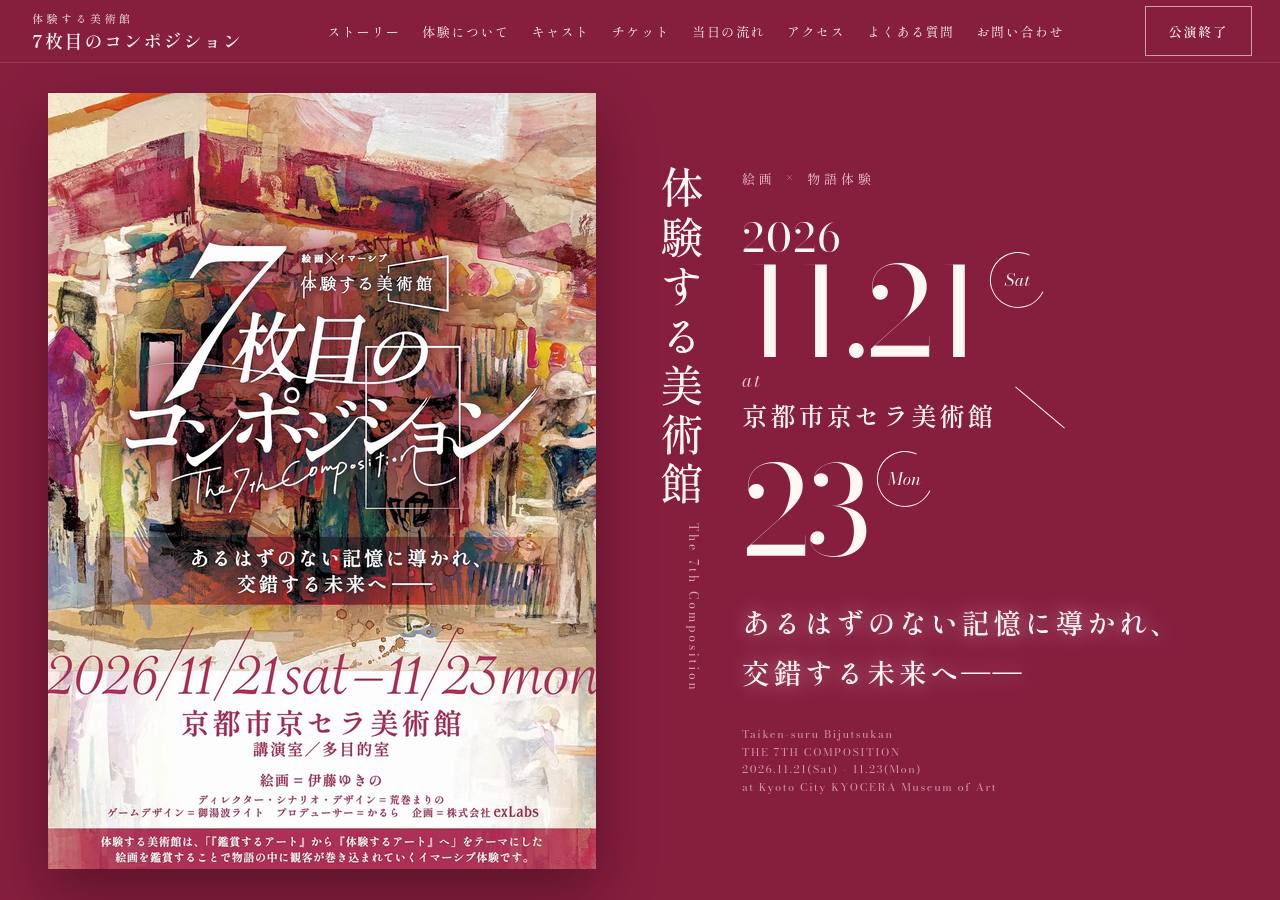 体験する美術館
7枚目のコンポジション
ストーリー 体験について キャスト チケット 当日の流れ アクセス よくある質問 お問い合わせ
公演終了
絵画×イマーシブ
体験する美術館
7枚目の
コンポジション
The 7th Composition
あるはずのない記憶に導かれ、
交錯する未来へ──
2026/11/21sat–11/23mon
京都市京セラ美術館
講演室／多目的室
絵画＝伊藤ゆきの
ディレクター・シナリオ・デザイン＝荒巻まりの
ゲームデザイン＝御湯波ライト プロデューサー＝かるら 企画＝株式会社exLabs
体験する美術館は、「『鑑賞するアート』から『体験するアート』へ」をテーマにした
絵画を鑑賞することで物語の中に観客が巻き込まれていくイマーシブ体験です。
体験する美術館
The 7th Composition
絵画 × 物語体験
2026
11.21 Sat
at
京都市京セラ美術館
23 Mon
あるはずのない記憶に導かれ、
交錯する未来へ──
Taiken-suru Bijutsukan
THE 7TH COMPOSITION
2026.11.21(Sat) - 11.23(Mon)
at Kyoto City KYOCERA Museum of Art